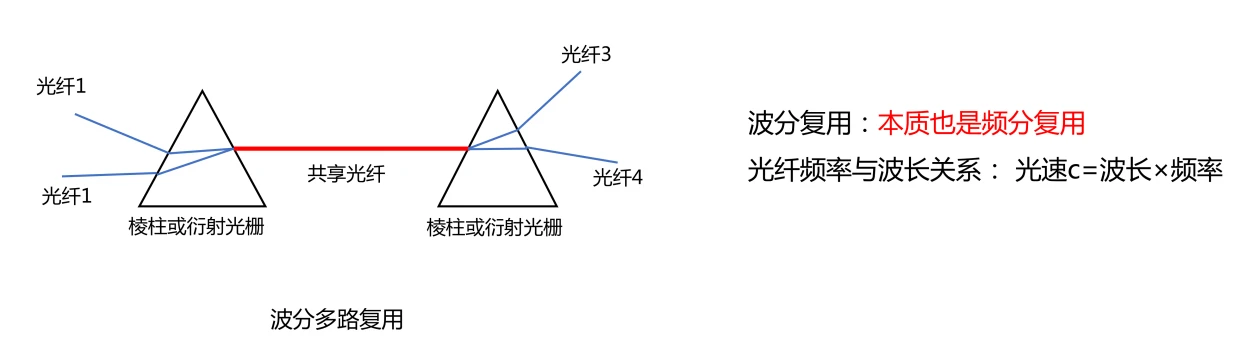 光纤1
光纤1
共享光纤
棱柱或衍射光栅
光纤3
光纤4
棱柱或衍射光栅
波分多路复用
波分复用：本质也是频分复用
光纤频率与波长关系： 光速c=波长×频率